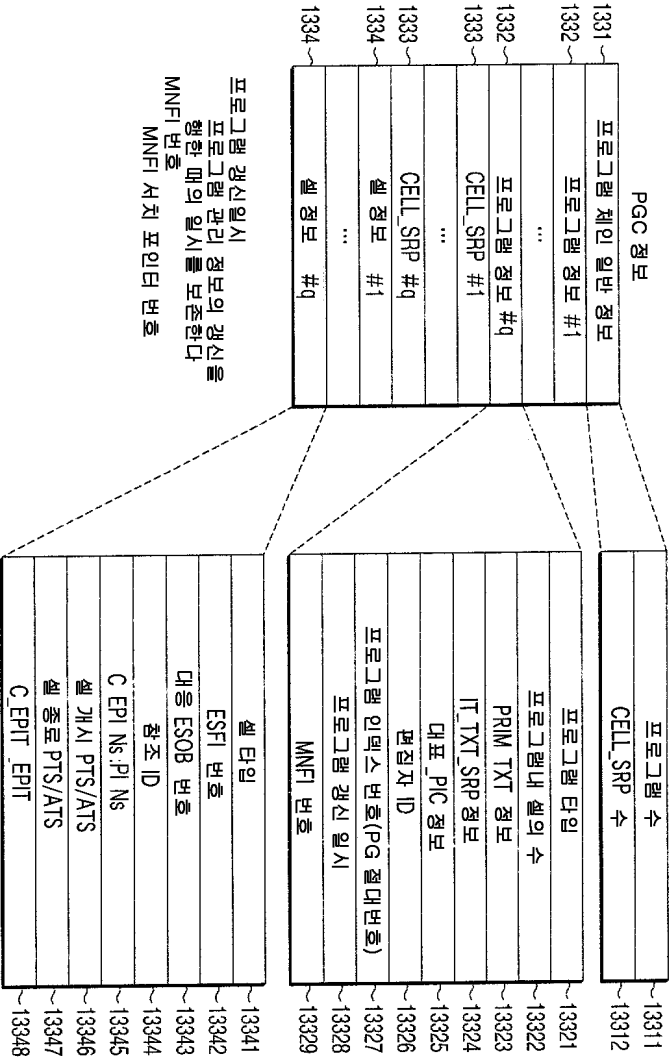 PGC 정보
1331 프로그램 체인 일반 정보
1332 프로그램 정보 #1
...
1332 프로그램 정보 #q
1333 CELL_SRP #1
...
1333 CELL_SRP #q
1334 셀 정보 #1
...
1334 셀 정보 #q
프로그램 갱신일시
프로그램 관리 정보의 갱신을
행한 때의 일시를 보존한다
MNFI 번호
MNFI 서치 포인터 번호
프로그램 수 13311
CELL_SRP 수 13312
프로그램 타입 13321
프로그램내 셀의 수 13322
PRIM TXT 정보 13323
IT_TXT_SRP 정보 13324
대표_PIC 정보 13325
편집자 ID 13326
프로그램 인덱스 번호(PG 절대번호) 13327
프로그램 갱신 일시 13328
MNFI 번호 13329
셀 타입 13341
ESFI 번호 13342
대응 ESOB 번호 13343
참조 ID 13344
C EPI Ns:PI Ns 13345
셀 개시 PTS/ATS 13346
셀 종료 PTS/ATS 13347
C_EPIT_EPIT 13348